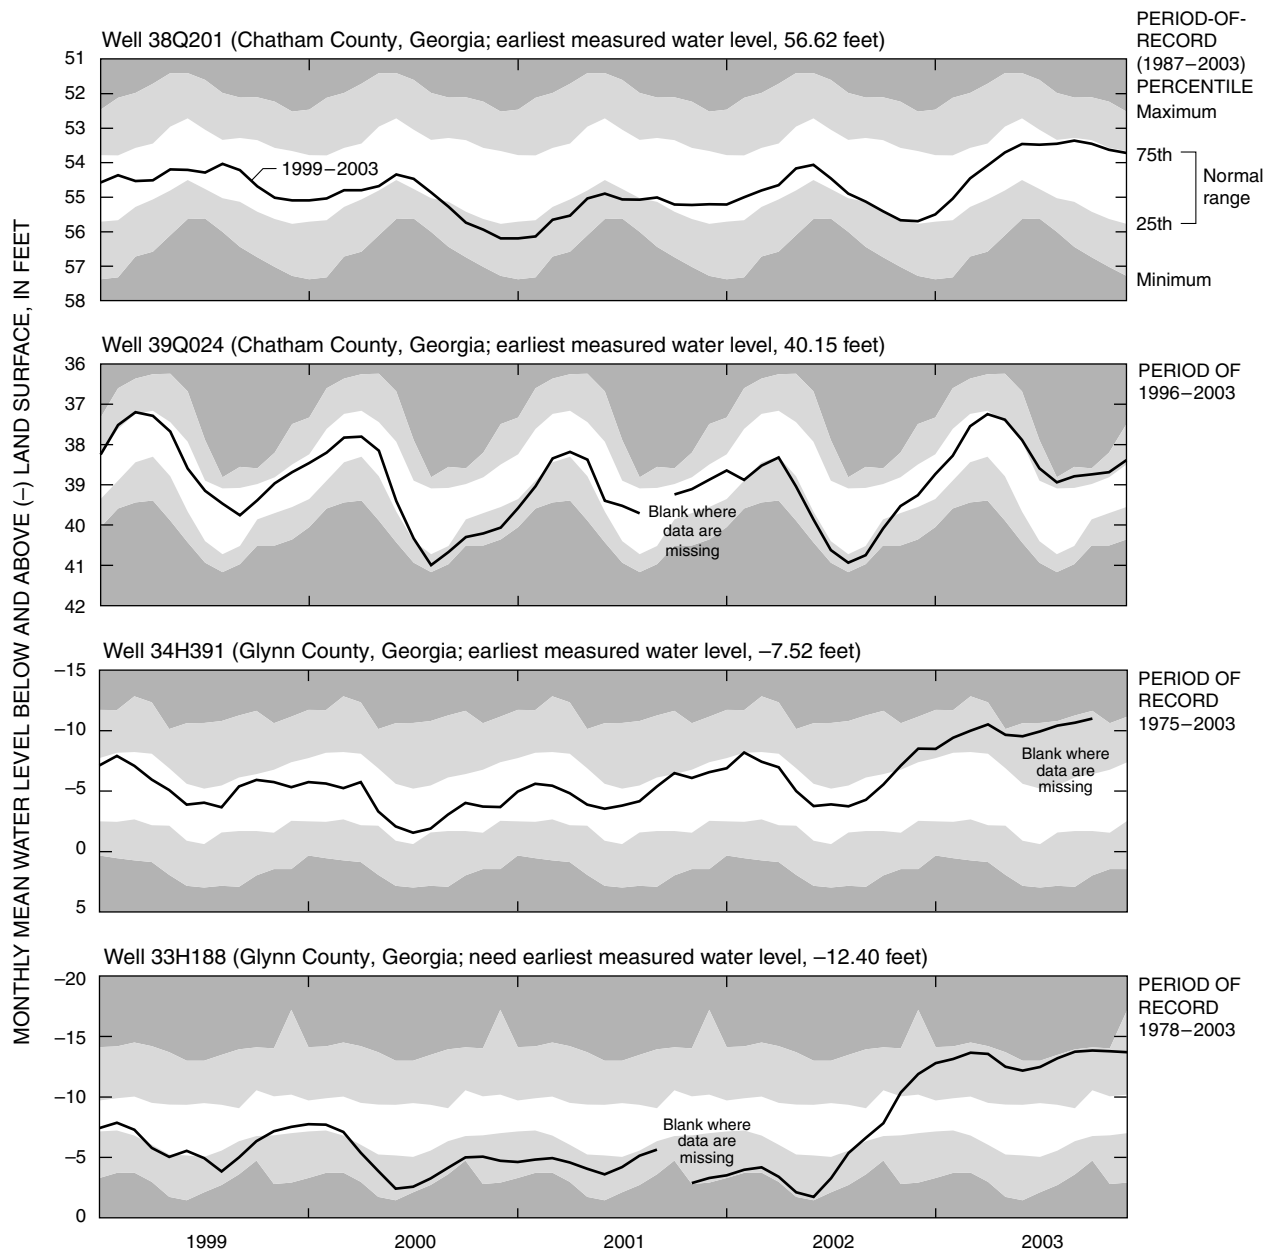 MONTHLY MEAN WATER LEVEL BELOW AND ABOVE (–) LAND SURFACE, IN FEET
Well 38Q201 (Chatham County, Georgia; earliest measured water level, 56.62 feet)
51
52
53
54
55
56
57
58
1999–2003
PERIOD-OF-
RECORD
(1987–2003)
PERCENTILE
Maximum
75th
Normal
range
25th
Minimum
Well 39Q024 (Chatham County, Georgia; earliest measured water level, 40.15 feet)
36
37
38
39
40
41
42
Blank where
data are
missing
PERIOD OF
1996–2003
Well 34H391 (Glynn County, Georgia; earliest measured water level, –7.52 feet)
–15
–10
–5
0
5
Blank where
data are
missing
PERIOD OF
RECORD
1975–2003
Well 33H188 (Glynn County, Georgia; need earliest measured water level, –12.40 feet)
–20
–15
–10
–5
0
Blank where
data are
missing
PERIOD OF
RECORD
1978–2003
1999 2000 2001 2002 2003